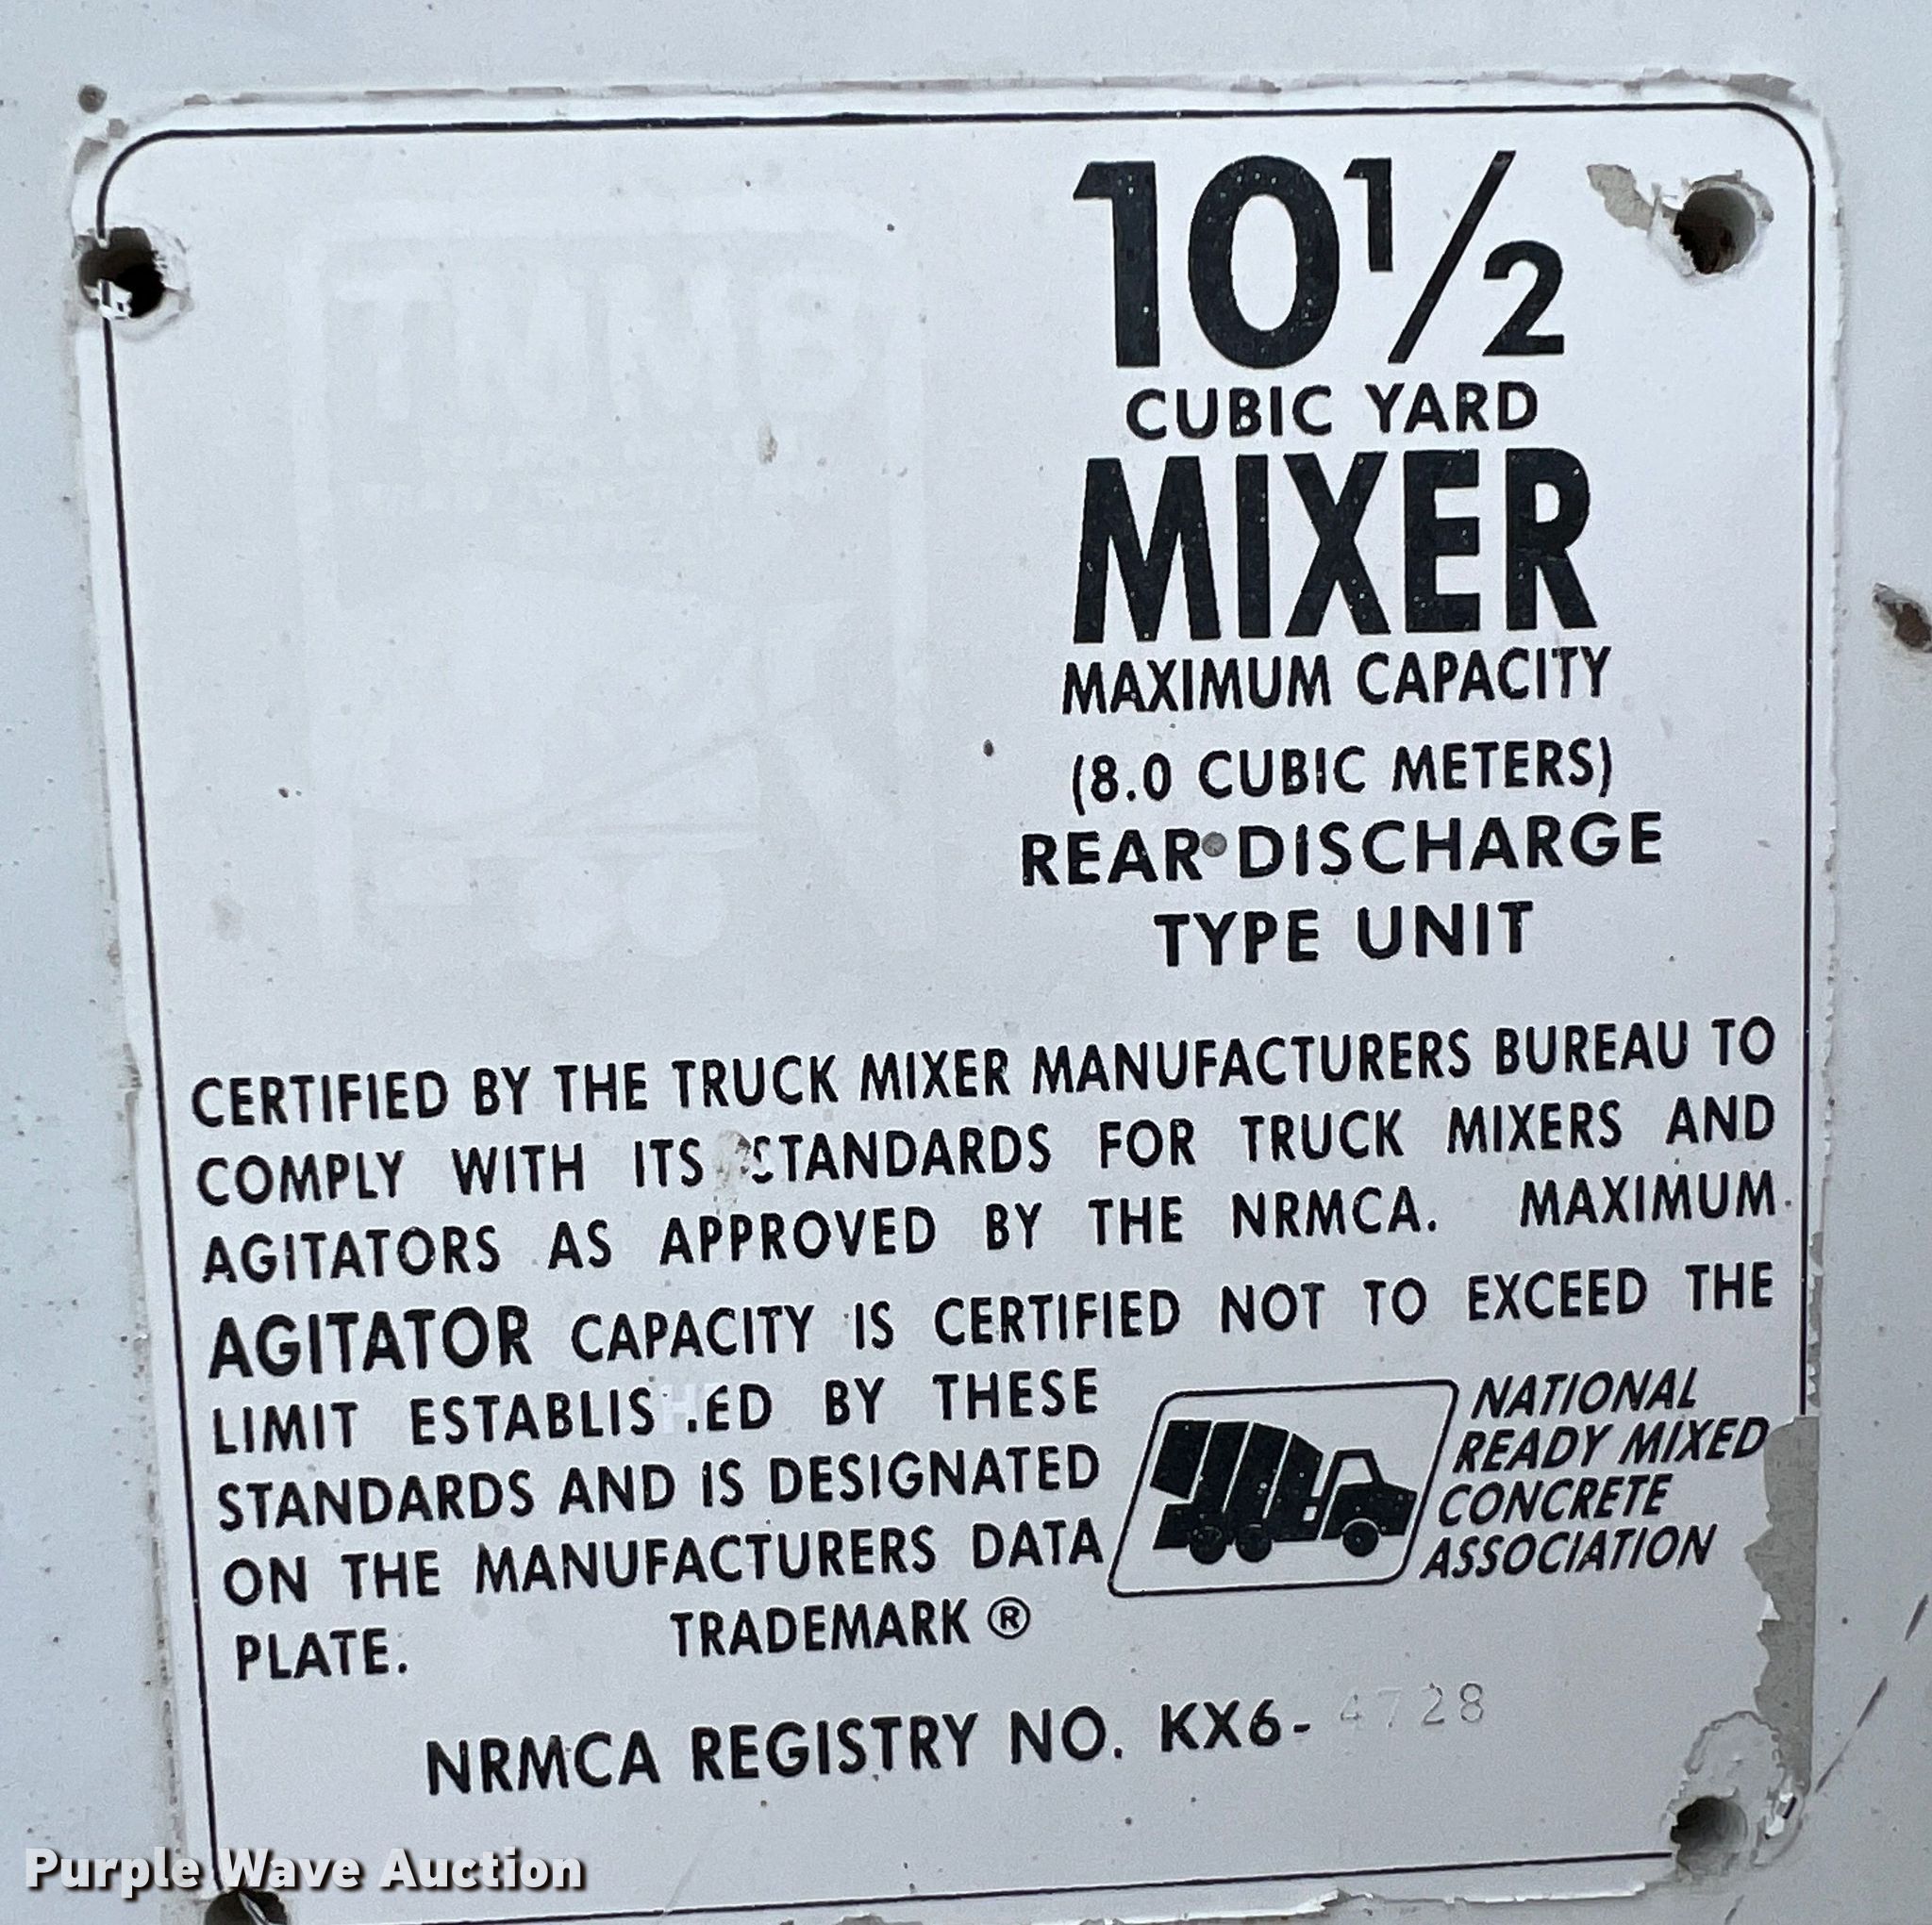 10 1/2
CUBIC YARD
MIXER
MAXIMUM CAPACITY
(8.0 CUBIC METERS)
REAR DISCHARGE
TYPE UNIT
CERTIFIED BY THE TRUCK MIXER MANUFACTURERS BUREAU TO
COMPLY WITH ITS STANDARDS FOR TRUCK MIXERS AND
AGITATORS AS APPROVED BY THE NRMCA. MAXIMUM
AGITATOR CAPACITY IS CERTIFIED NOT TO EXCEED THE
LIMIT ESTABLISHED BY THESE
STANDARDS AND IS DESIGNATED
ON THE MANUFACTURERS DATA
PLATE. TRADEMARK ®
NATIONAL
READY MIXED
CONCRETE
ASSOCIATION
NRMCA REGISTRY NO. KX6- 4728
Purple Wave Auction